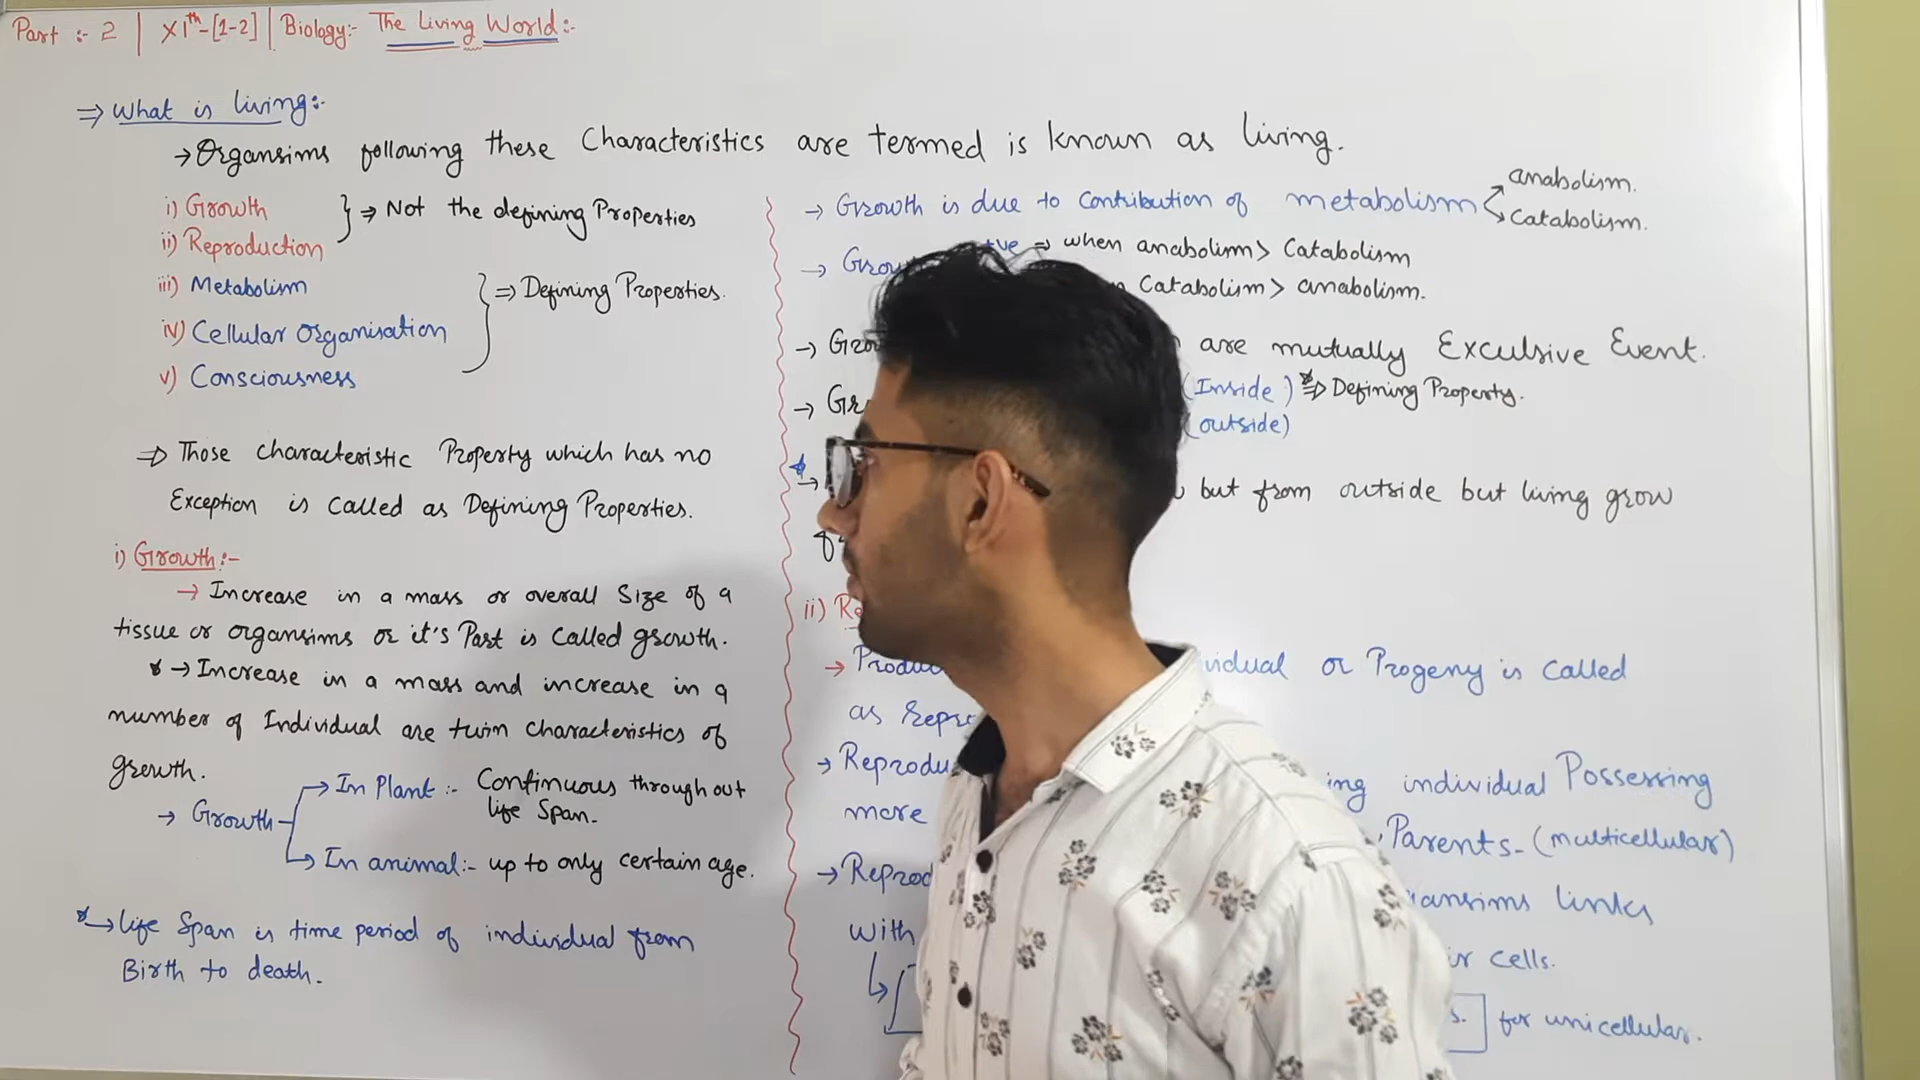 Part :- 2 | XIth-[1-2] | Biology:- The Living World:-
⇒ What is living:-
→ Organsims following these Characteristics are termed is known as living.
i) Growth
ii) Reproduction
} ⇒ Not the defining Properties
iii) Metabolism
iv) Cellular Organisation
v) Consciousness
} ⇒ Defining Properties.
⇒ Those characteristic Property which has no
Exception is called as Defining Properties.
i) Growth:-
→ Increase in a mass or overall Size of a
tissue or organsims or it's Part is called growth.
* → Increase in a mass and increase in a
number of Individual are twin characteristics of
growth.
→ Growth
→ In Plant :- Continuous throughout
life Span.
→ In animal:- up to only certain age.
* → life Span is time period of individual from
Birth to death.
→ Growth is due to contribution of metabolism
anabolism.
Catabolism.
→ +ve ⇒ when anabolism > Catabolism
Catabolism > anabolism.
→ are mutually Exculsive Event.
→ (Inside) * ⇒ Defining Property.
(outside)
* → but from outside but living grow
ii)
→ vidual or Progeny is called
as
→ ing individual Possessing
more Parents- (multicellular)
→ links
with cells.
for unicellular.